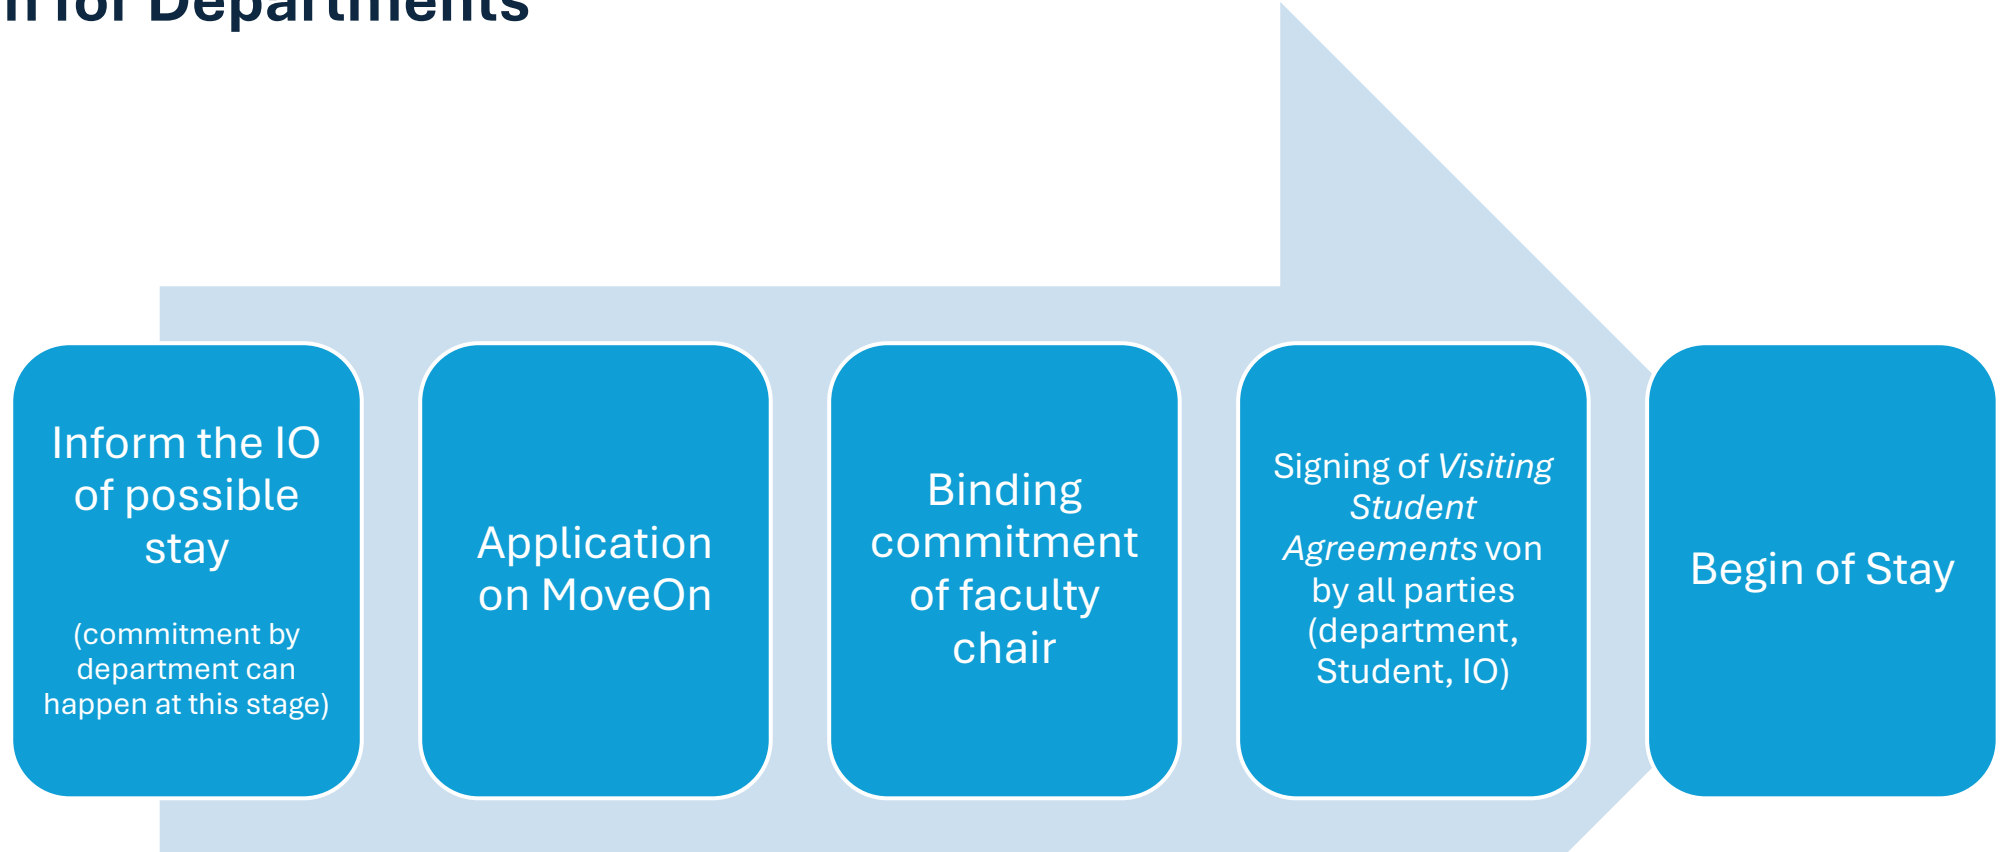 for Departments
Inform the IO
of possible
stay
(commitment by
department can
happen at this stage)
Application
on MoveOn
Binding
commitment
of faculty
chair
Signing of Visiting
Student
Agreements von
by all parties
(department,
Student, IO)
Begin of Stay